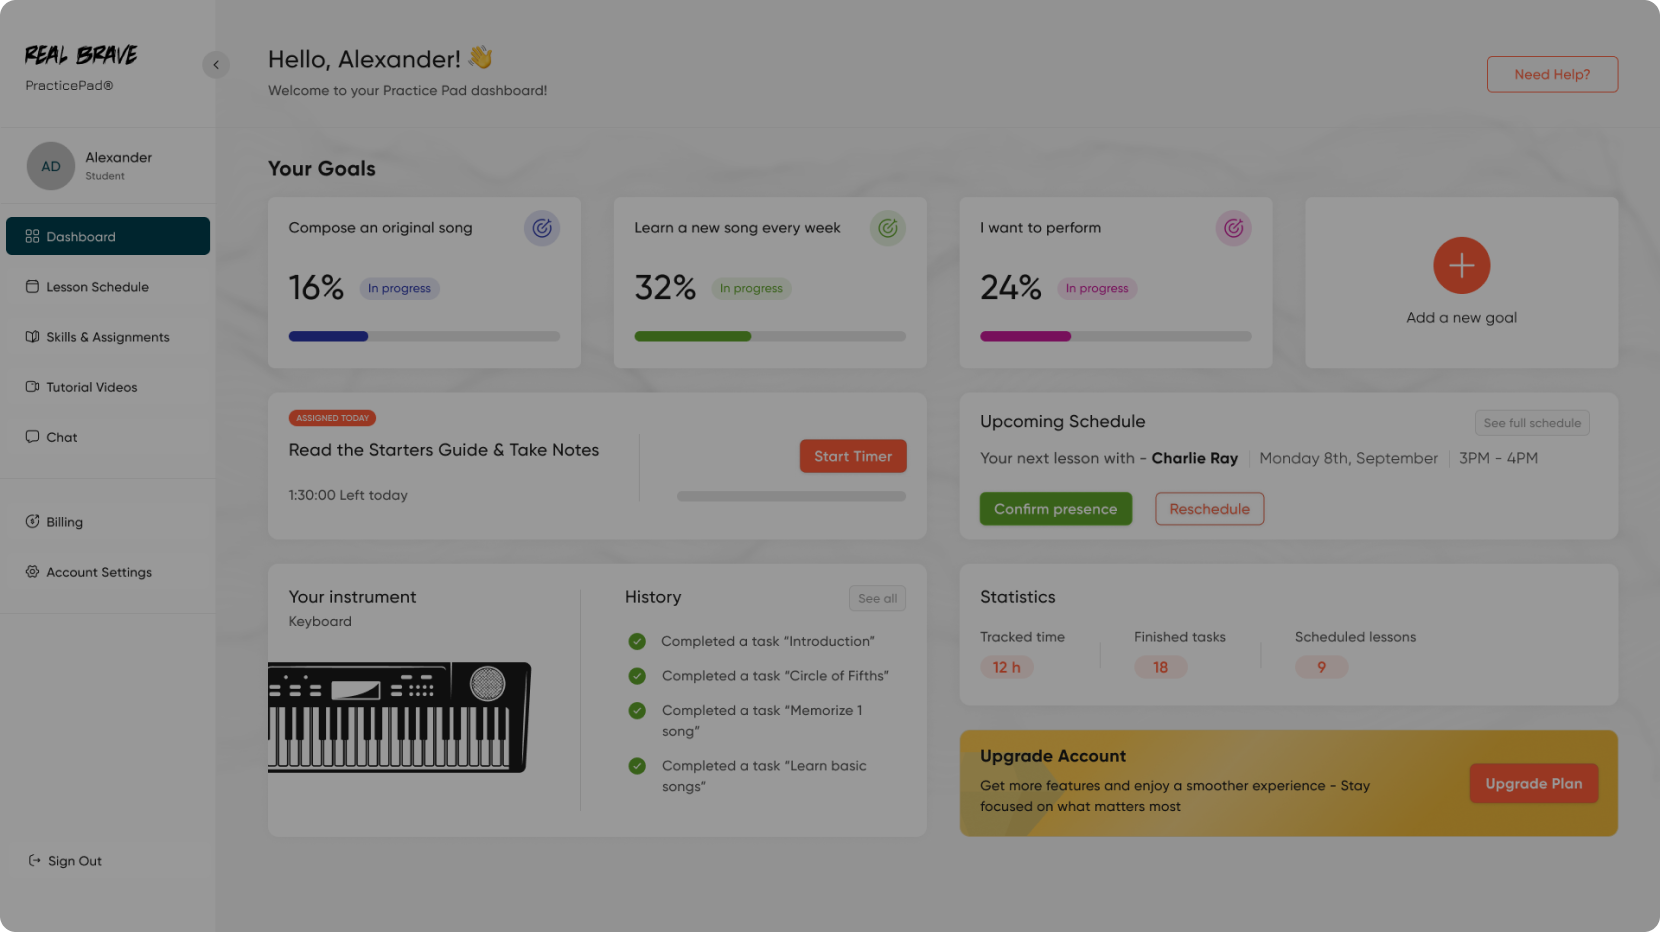 REAL BRAVE
PracticePad®
AD
Alexander
Student
Dashboard
Lesson Schedule
Skills & Assignments
Tutorial Videos
Chat
Billing
Account Settings
Sign Out
Hello, Alexander! 👋
Welcome to your Practice Pad dashboard!
Need Help?
Your Goals
Compose an original song
16% In progress
Learn a new song every week
32% In progress
I want to perform
24% In progress
Add a new goal
ASSIGNED TODAY
Read the Starters Guide & Take Notes
1:30:00 Left today
Start Timer
Upcoming Schedule
See full schedule
Your next lesson with - Charlie Ray Monday 8th, September 3PM - 4PM
Confirm presence
Reschedule
Your instrument
Keyboard
History
See all
Completed a task “Introduction”
Completed a task “Circle of Fifths”
Completed a task “Memorize 1
song”
Completed a task “Learn basic
songs”
Statistics
Tracked time
12 h
Finished tasks
18
Scheduled lessons
9
Upgrade Account
Get more features and enjoy a smoother experience - Stay
focused on what matters most
Upgrade Plan